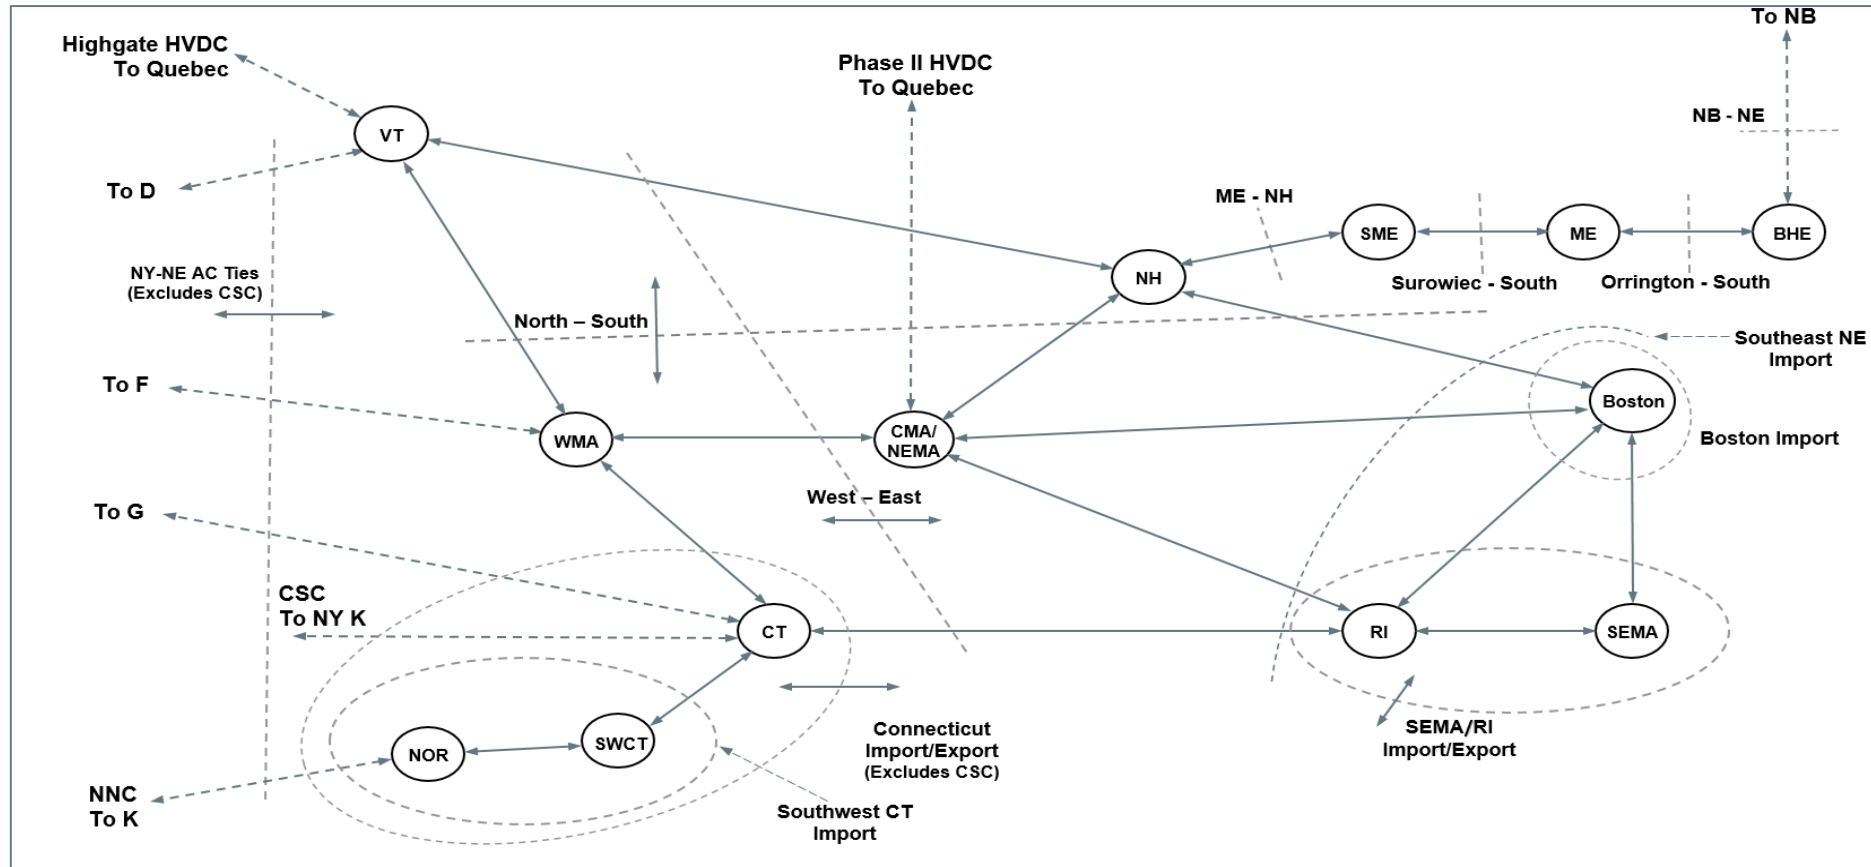 To NB
Highgate HVDC
To Quebec
Phase II HVDC
To Quebec
NB - NE
VT
To D
ME - NH
SME
ME
BHE
NY-NE AC Ties
(Excludes CSC)
NH
Surowiec - South
Orrington - South
North – South
Southeast NE
Import
To F
Boston
WMA
CMA/
NEMA
Boston Import
West – East
To G
CSC
To NY K
CT
RI
SEMA
NOR
SWCT
Connecticut
Import/Export
(Excludes CSC)
SEMA/RI
Import/Export
NNC
To K
Southwest CT
Import